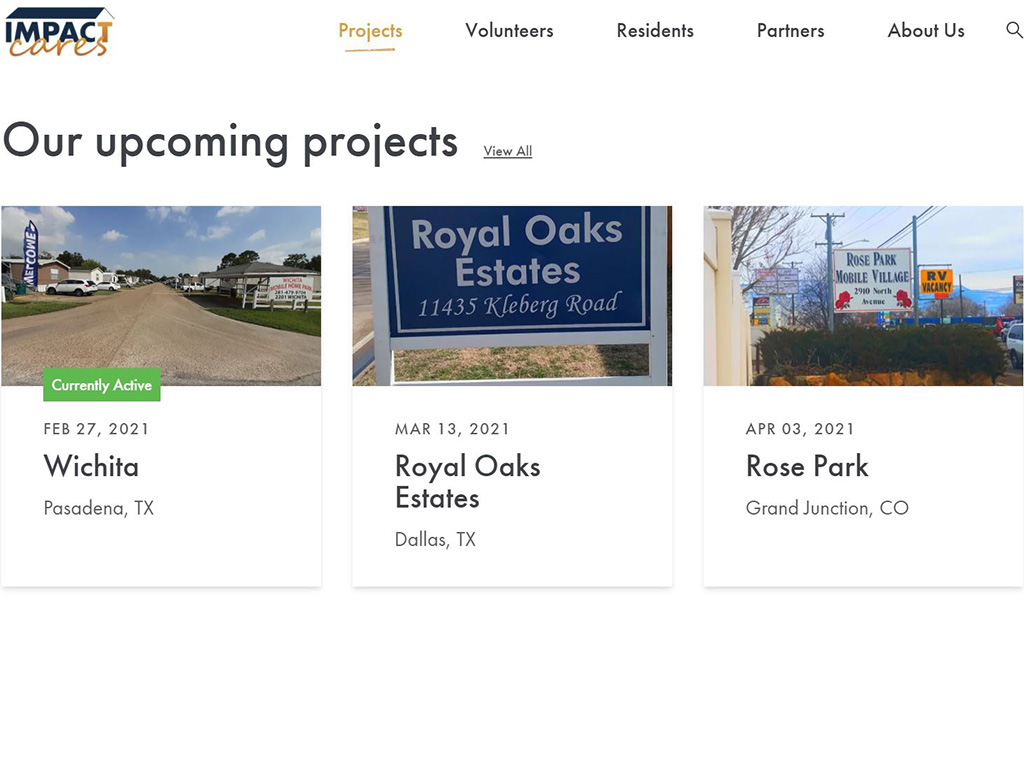 IMPACT
cares
Projects
Volunteers
Residents
Partners
About Us
Our upcoming projects
View All
WELCOME
WICHITA
MOBILE HOME PARK
281-479-8706
3201 WICHITA
Royal Oaks
Estates
11435 Kleberg Road
ROSE PARK
MOBILE VILLAGE
2910 North
Avenue
RV
VACANCY
Currently Active
FEB 27, 2021
Wichita
Pasadena, TX
MAR 13, 2021
Royal Oaks
Estates
Dallas, TX
APR 03, 2021
Rose Park
Grand Junction, CO